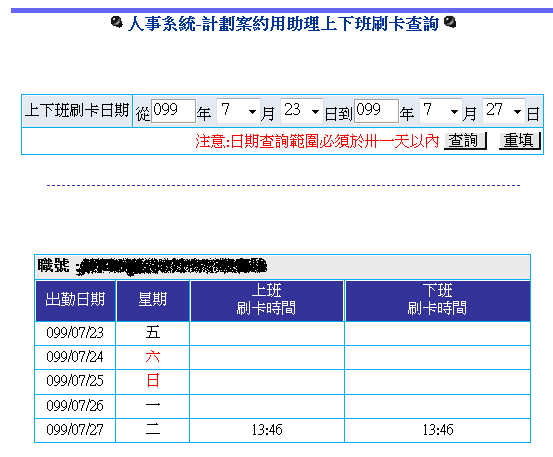 人事系統-計劃案約用助理上下班刷卡查詢
上下班刷卡日期 從 099 年 7 月 23 日到 099 年 7 月 27 日
注意:日期查詢範圍必須於卅一天以內 查詢 重填
職號 :
出勤日期 星期 上班刷卡時間 下班刷卡時間
099/07/23 五
099/07/24 六
099/07/25 日
099/07/26 一
099/07/27 二 13:46 13:46